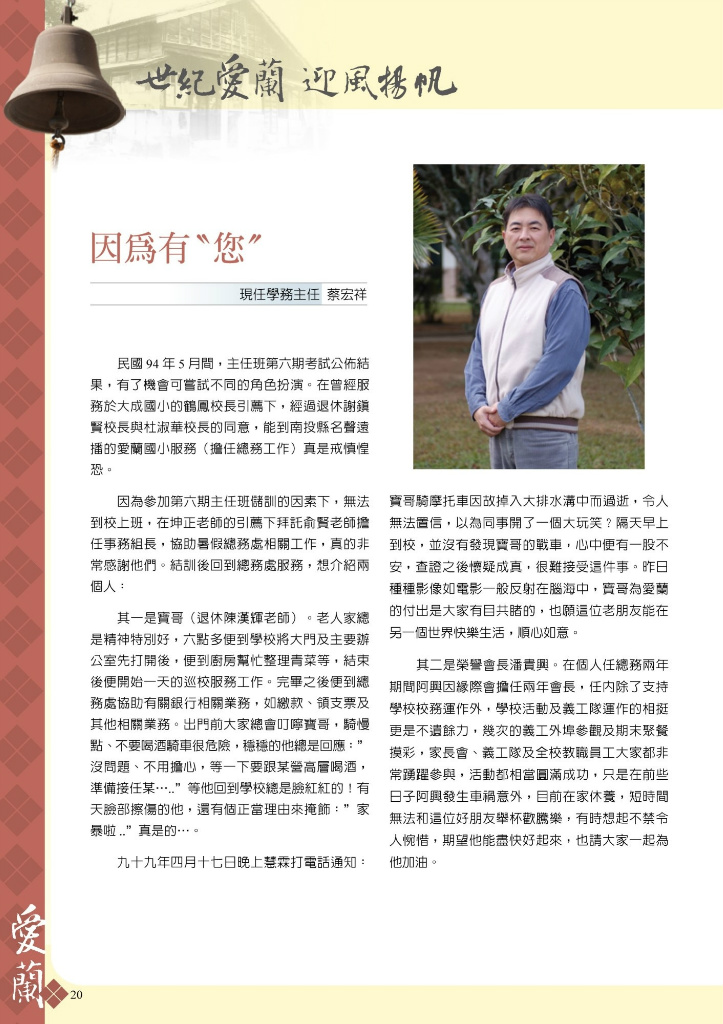 世紀愛蘭 迎風揚帆
因為有〝您〞
現任學務主任 蔡宏祥
民國 94 年 5 月間，主任班第六期考試公佈結
果，有了機會可嘗試不同的角色扮演。在曾經服
務於大成國小的鶴鳳校長引薦下，經過退休謝鎮
賢校長與杜淑華校長的同意，能到南投縣名聲遠
播的愛蘭國小服務（擔任總務工作）真是戒慎惶
恐。
因為參加第六期主任班儲訓的因素下，無法
到校上班，在坤正老師的引薦下拜託俞賢老師擔
任事務組長，協助暑假總務處相關工作，真的非
常感謝他們。結訓後回到總務處服務，想介紹兩
個人：
其一是寶哥（退休陳漢輝老師）。老人家總
是精神特別好，六點多便到學校將大門及主要辦
公室先打開後，便到廚房幫忙整理青菜等，結束
後便開始一天的巡校服務工作。完畢之後便到總
務處協助有關銀行相關業務，如繳款、領支票及
其他相關業務。出門前大家總會叮嚀寶哥，騎慢
點、不要喝酒騎車很危險，穩穩的他總是回應：”
沒問題、不用擔心，等一下要跟某營高層喝酒，
準備接任某…..”等他回到學校總是臉紅紅的！有
天臉部擦傷的他，還有個正當理由來掩飾：”家
暴啦 ..”真是的…。
九十九年四月十七日晚上慧霖打電話通知：
寶哥騎摩托車因故掉入大排水溝中而過逝，令人
無法置信，以為同事開了一個大玩笑？隔天早上
到校，並沒有發現寶哥的戰車，心中便有一股不
安，查證之後懷疑成真，很難接受這件事。昨日
種種影像如電影一般反射在腦海中，寶哥為愛蘭
的付出是大家有目共睹的，也願這位老朋友能在
另一個世界快樂生活，順心如意。
其二是榮譽會長潘貴興。在個人任總務兩年
期間阿興因緣際會擔任兩年會長，任內除了支持
學校校務運作外，學校活動及義工隊運作的相挺
更是不遺餘力，幾次的義工外埠參觀及期末聚餐
摸彩，家長會、義工隊及全校教職員工大家都非
常踴躍參與，活動都相當圓滿成功，只是在前些
日子阿興發生車禍意外，目前在家休養，短時間
無法和這位好朋友舉杯歡騰樂，有時想起不禁令
人惋惜，期望他能盡快好起來，也請大家一起為
他加油。
愛蘭
20